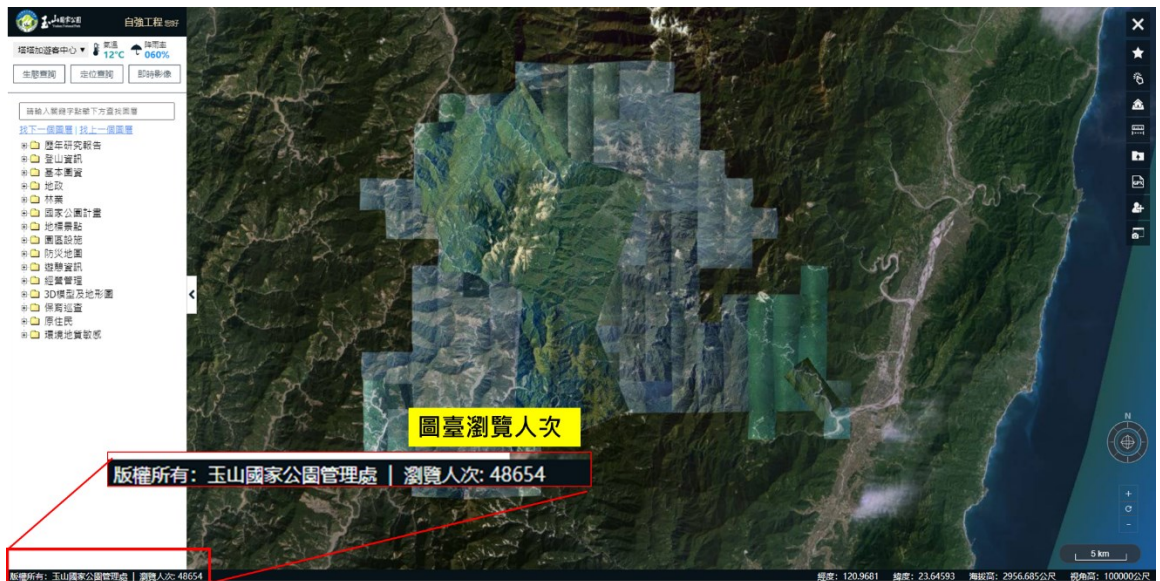 玉山國家公園
自強工程 您好
塔塔加遊客中心 ▼ 氣溫 12°C 降雨率 060%
生態查詢 定位查詢 即時影像
請輸入關鍵字點籲下方查找圖層
找下一個圖層 | 找上一個圖層
歷年研究報告
登山資訊
基本圖資
地政
林業
國家公園計畫
地標景點
園區設施
防災地圖
遊憩資訊
經營管理
3D模型及地形圖
保育巡查
原住民
環境地質敏感
圖臺瀏覽人次
版權所有: 玉山國家公園管理處 | 瀏覽人次: 48654
GPX
N
5 km
版權所有: 玉山國家公園管理處 | 瀏覽人次: 48654
經度: 120.9681 緯度: 23.64593 海拔高: 2956.685公尺 視角高: 100000公尺